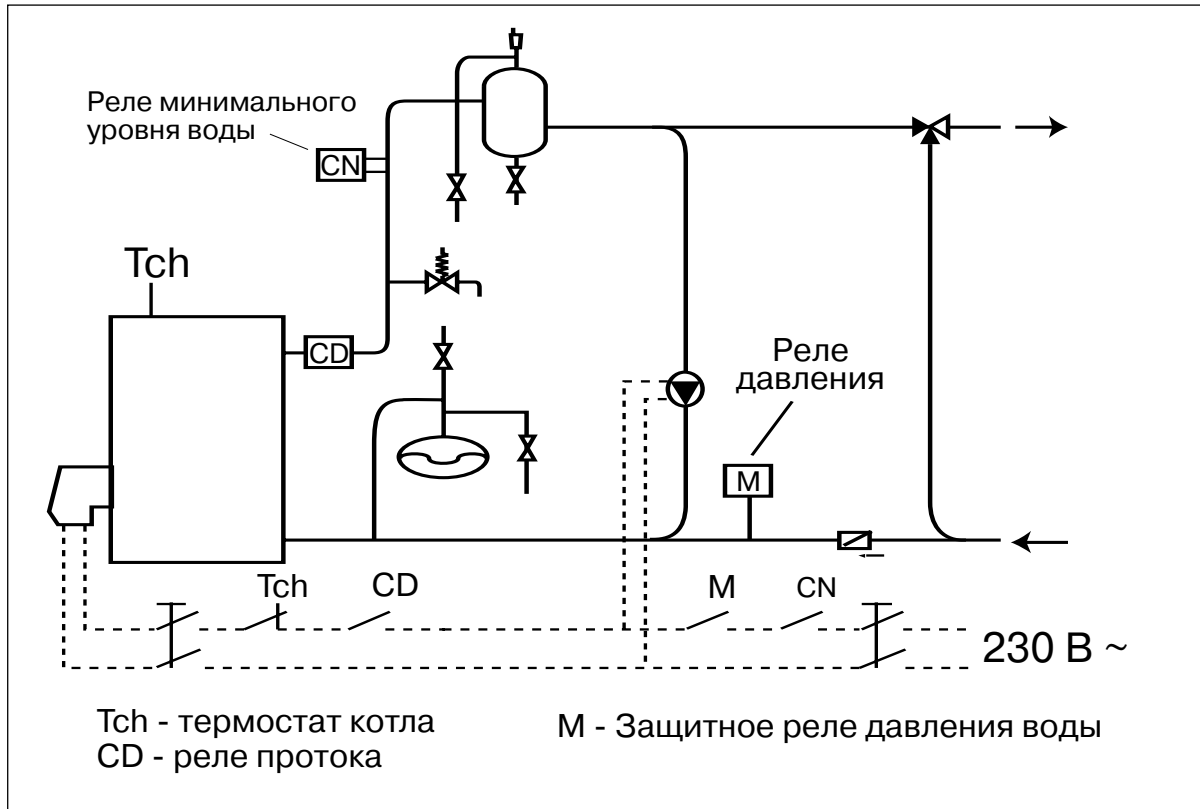 Реле минимального
уровня воды
CN
Tch
CD
Реле
давления
M
Tch
CD
M
CN
230 В ~
Tch - термостат котла
CD - реле протока
М - Защитное реле давления воды